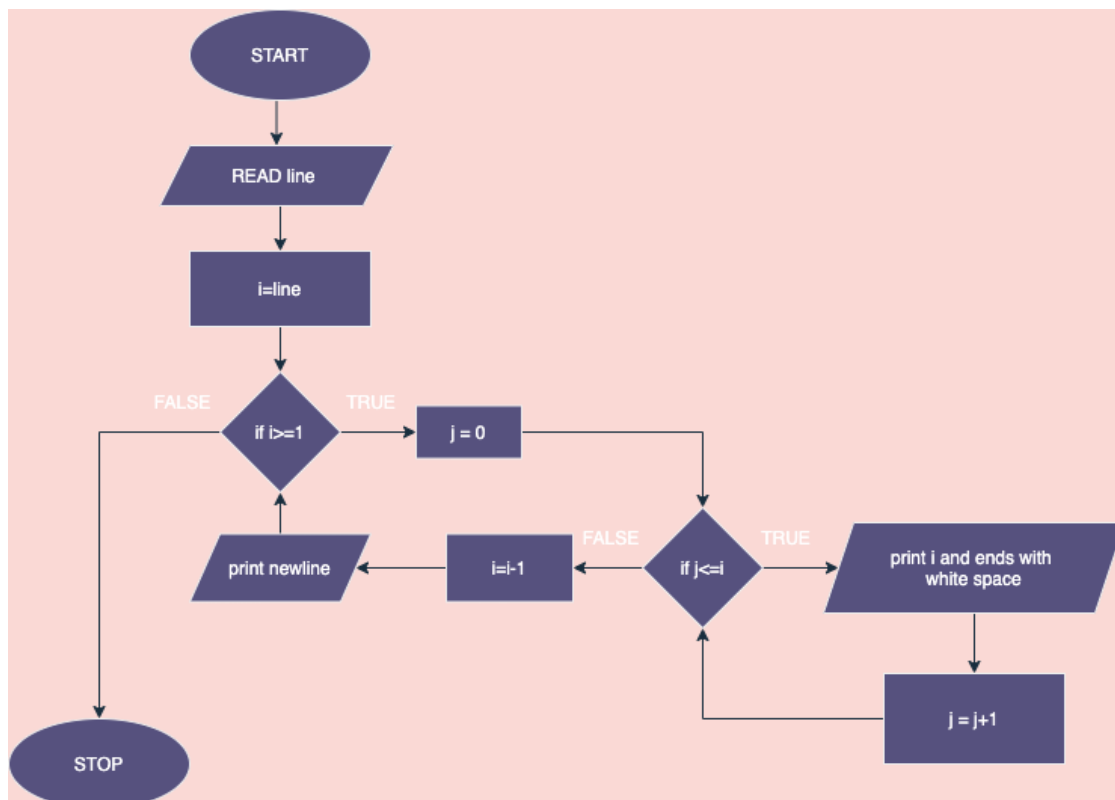 START
READ line
i=line
FALSE
TRUE
if i>=1
j = 0
FALSE
TRUE
print newline
i=i-1
if j<=i
print i and ends with
white space
j = j+1
STOP